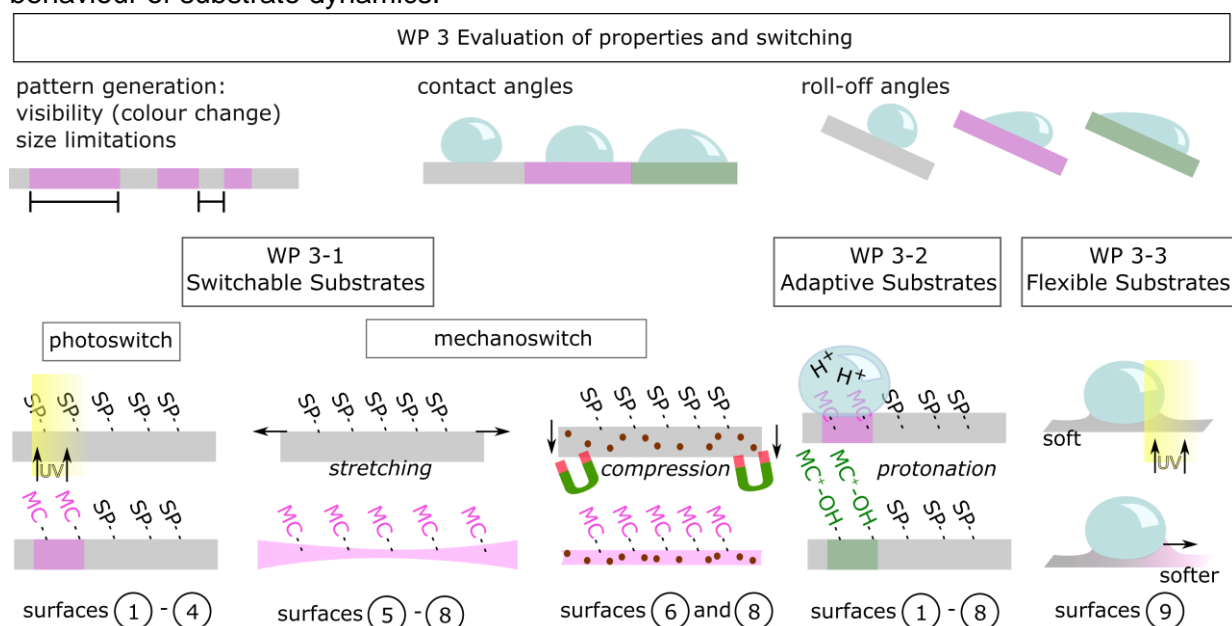 behaviour of substrate dynamics.
WP 3 Evaluation of properties and switching
pattern generation:
visibility (colour change)
size limitations
contact angles
roll-off angles
WP 3-1
Switchable Substrates
WP 3-2
Adaptive Substrates
WP 3-3
Flexible Substrates
photoswitch
mechanoswitch
SP-- SP-- SP-- SP-- SP--
UV
MC MC SP-- SP-- SP--
surfaces 1 - 4
SP-- SP-- SP-- SP-- SP--
stretching
MC MC MC MC MC
surfaces 5 - 8
SP-- SP-- SP-- SP-- SP--
compression
MC MC MC MC MC
surfaces 6 and 8
H+ H+
MC MC SP-- SP-- SP--
protonation
MC+-OH MC+-OH SP-- SP-- SP--
surfaces 1 - 8
soft
UV
softer
surfaces 9